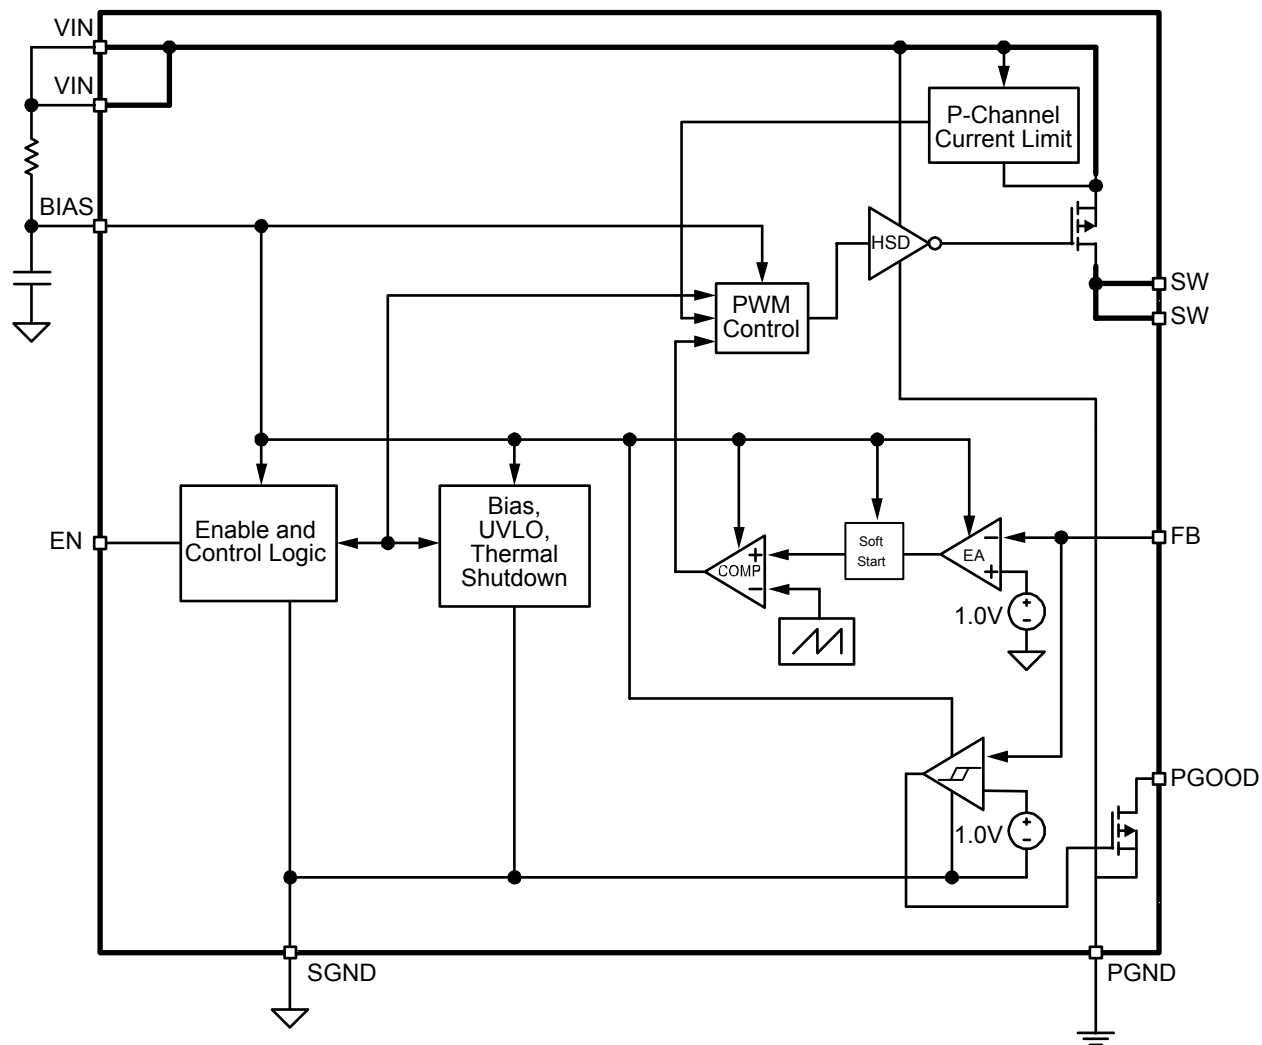 VIN
VIN
P-Channel
Current Limit
BIAS
HSD
SW
PWM
Control
SW
Enable and
Control Logic
EN
Bias,
UVLO,
Thermal
Shutdown
COMP
+
−
Soft
Start
EA
−
+
FB
1.0V
+
−
1.0V
+
−
PGOOD
SGND
PGND